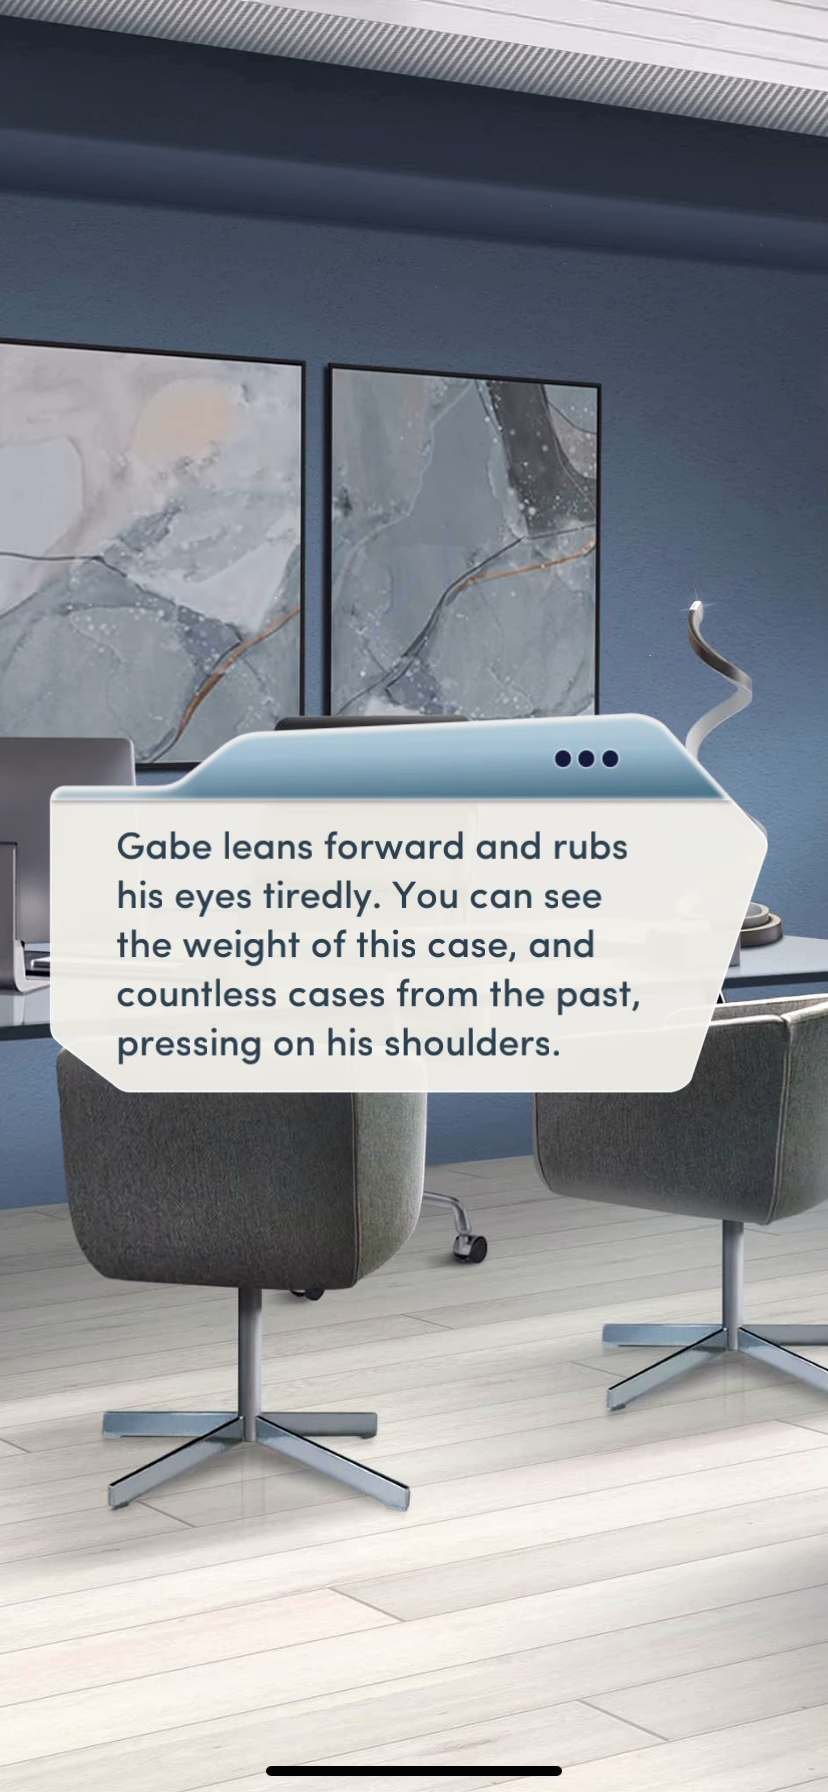 Gabe leans forward and rubs
his eyes tiredly. You can see
the weight of this case, and
countless cases from the past,
pressing on his shoulders.